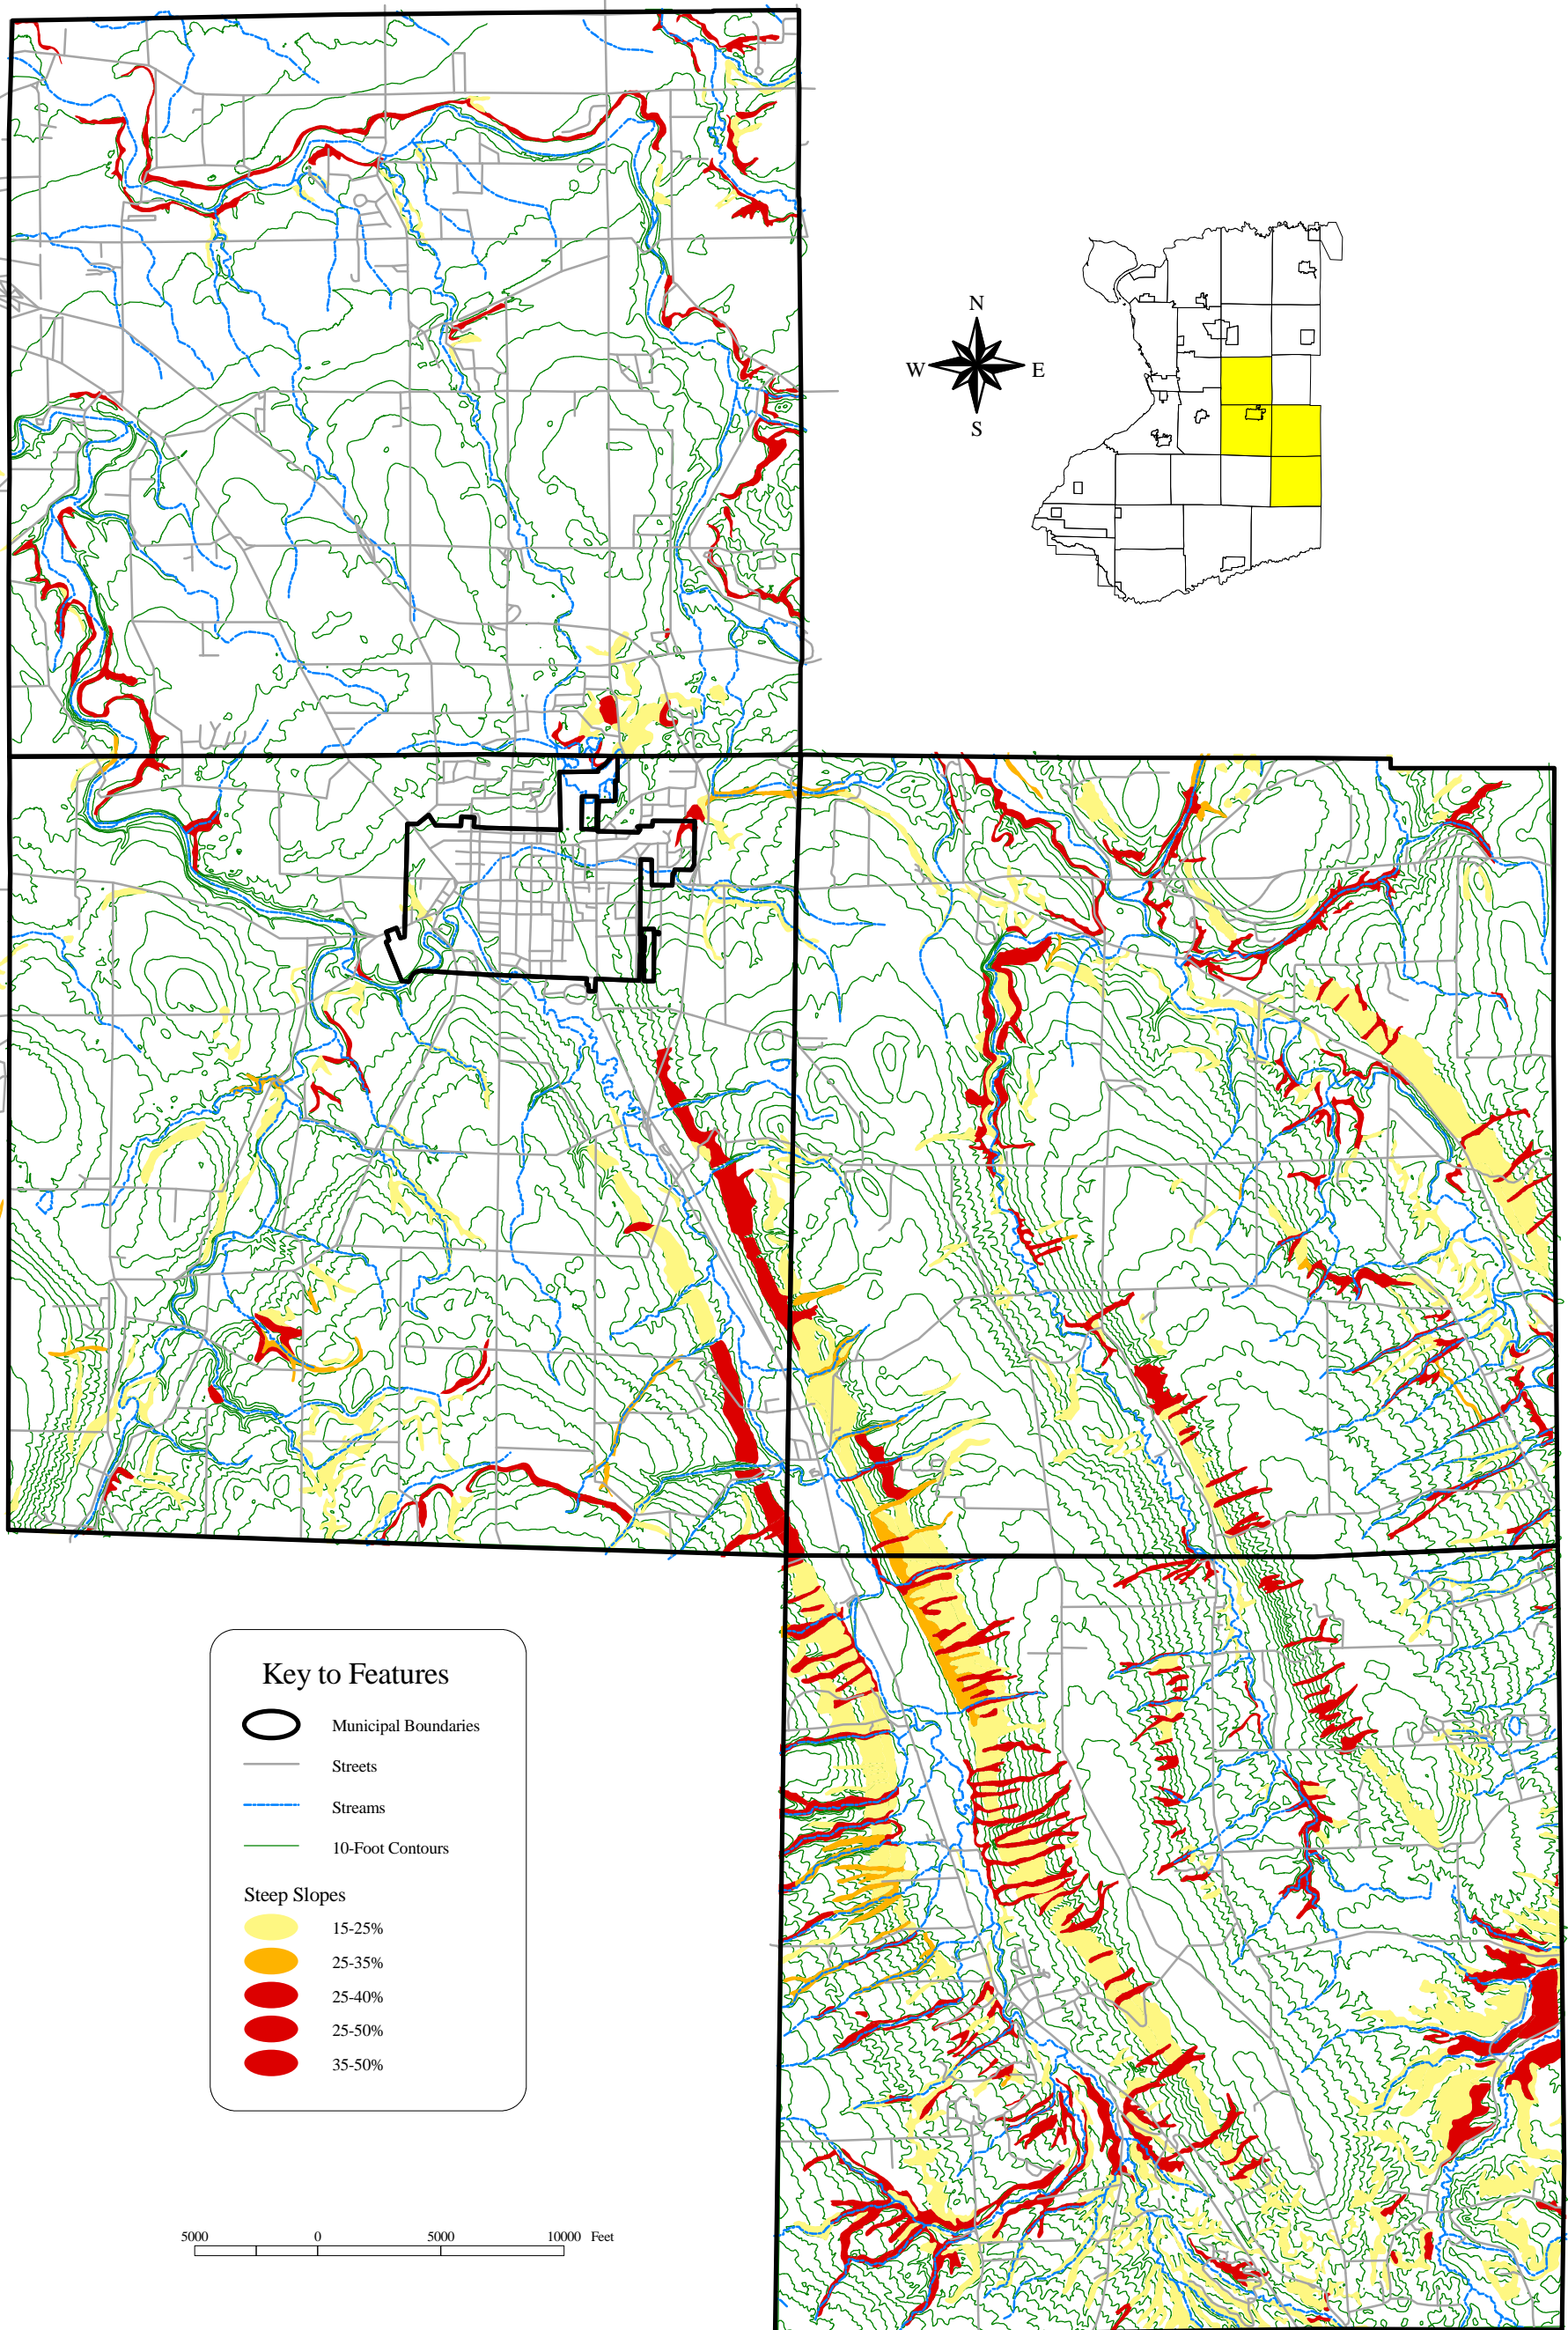 N
W E
S
Key to Features
Municipal Boundaries
Streets
Streams
10-Foot Contours
Steep Slopes
15-25%
25-35%
25-40%
25-50%
35-50%
5000 0 5000 10000 Feet